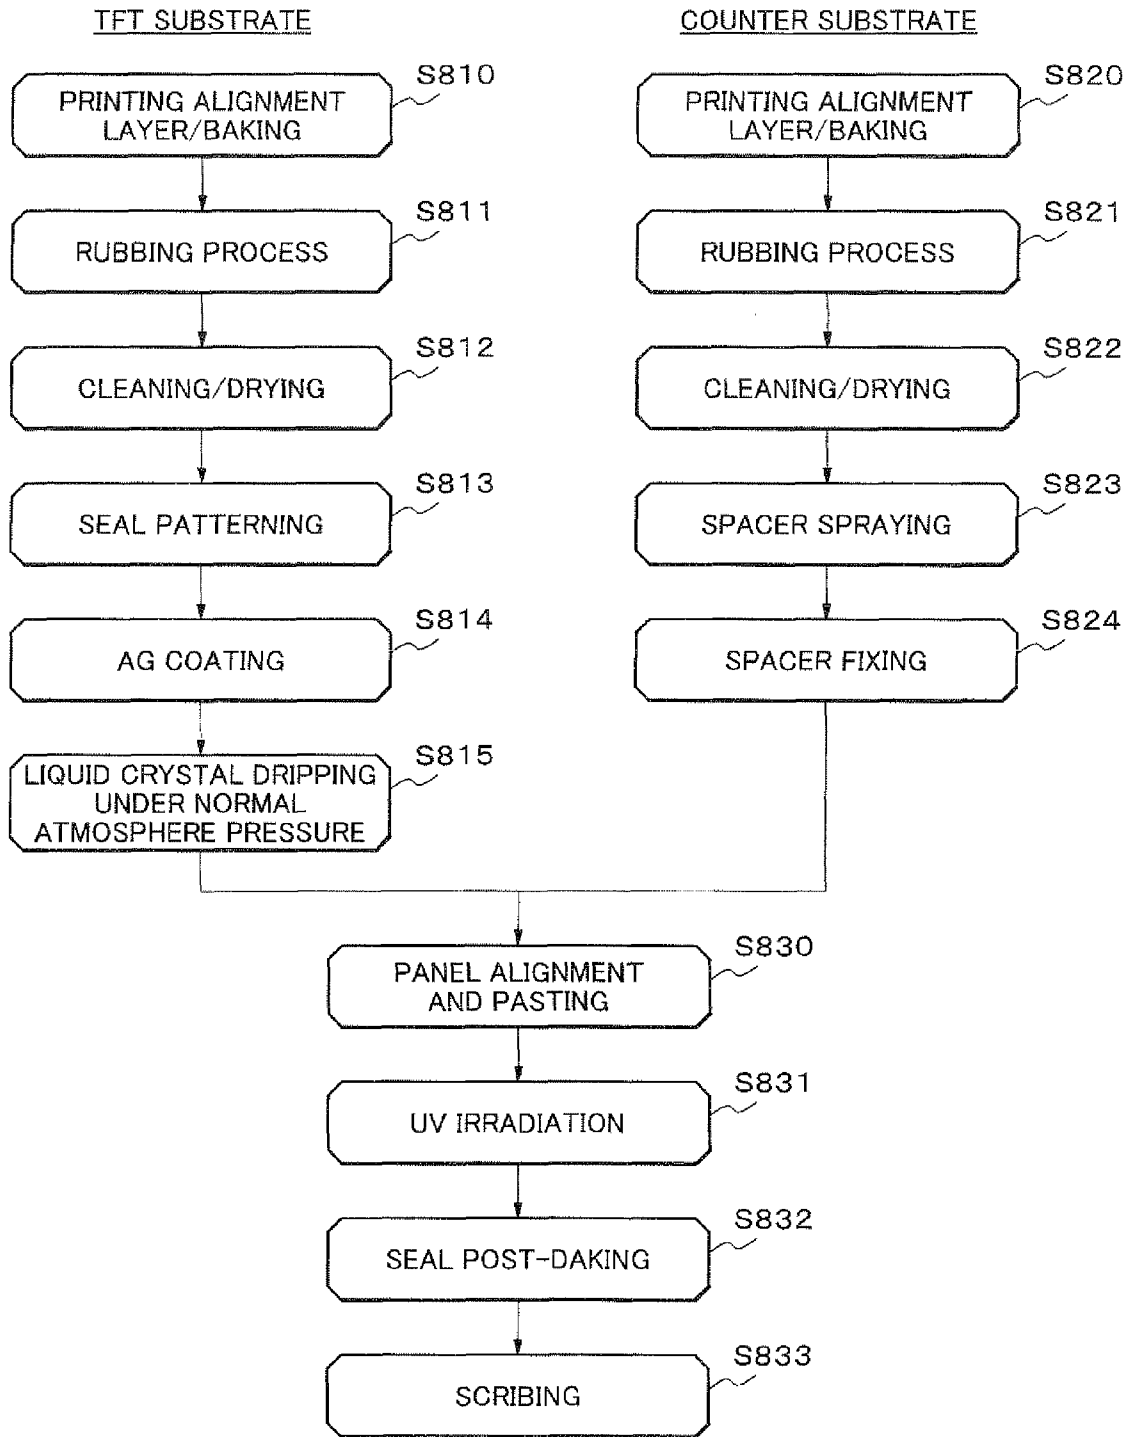 TFT SUBSTRATE
S810
PRINTING ALIGNMENT
LAYER/BAKING
S811
RUBBING PROCESS
S812
CLEANING/DRYING
S813
SEAL PATTERNING
S814
AG COATING
S815
LIQUID CRYSTAL DRIPPING
UNDER NORMAL
ATMOSPHERE PRESSURE
COUNTER SUBSTRATE
S820
PRINTING ALIGNMENT
LAYER/BAKING
S821
RUBBING PROCESS
S822
CLEANING/DRYING
S823
SPACER SPRAYING
S824
SPACER FIXING
S830
PANEL ALIGNMENT
AND PASTING
S831
UV IRRADIATION
S832
SEAL POST-DAKING
S833
SCRIBING